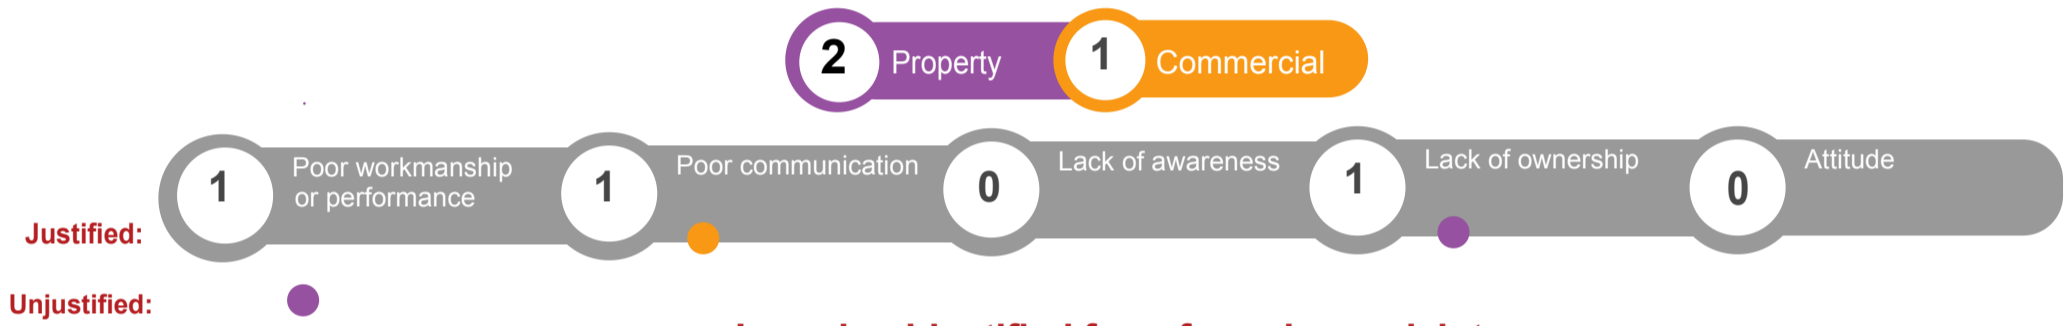 2 Property 1 Commercial
1 Poor workmanship
or performance
1 Poor communication
0 Lack of awareness
1 Lack of ownership
0 Attitude
Justified:
Unjustified: